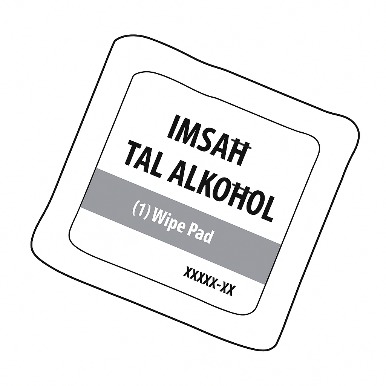 IMSAĦ
TAL ALKOĦOL
(1) Wipe Pad
XXXXX-XX